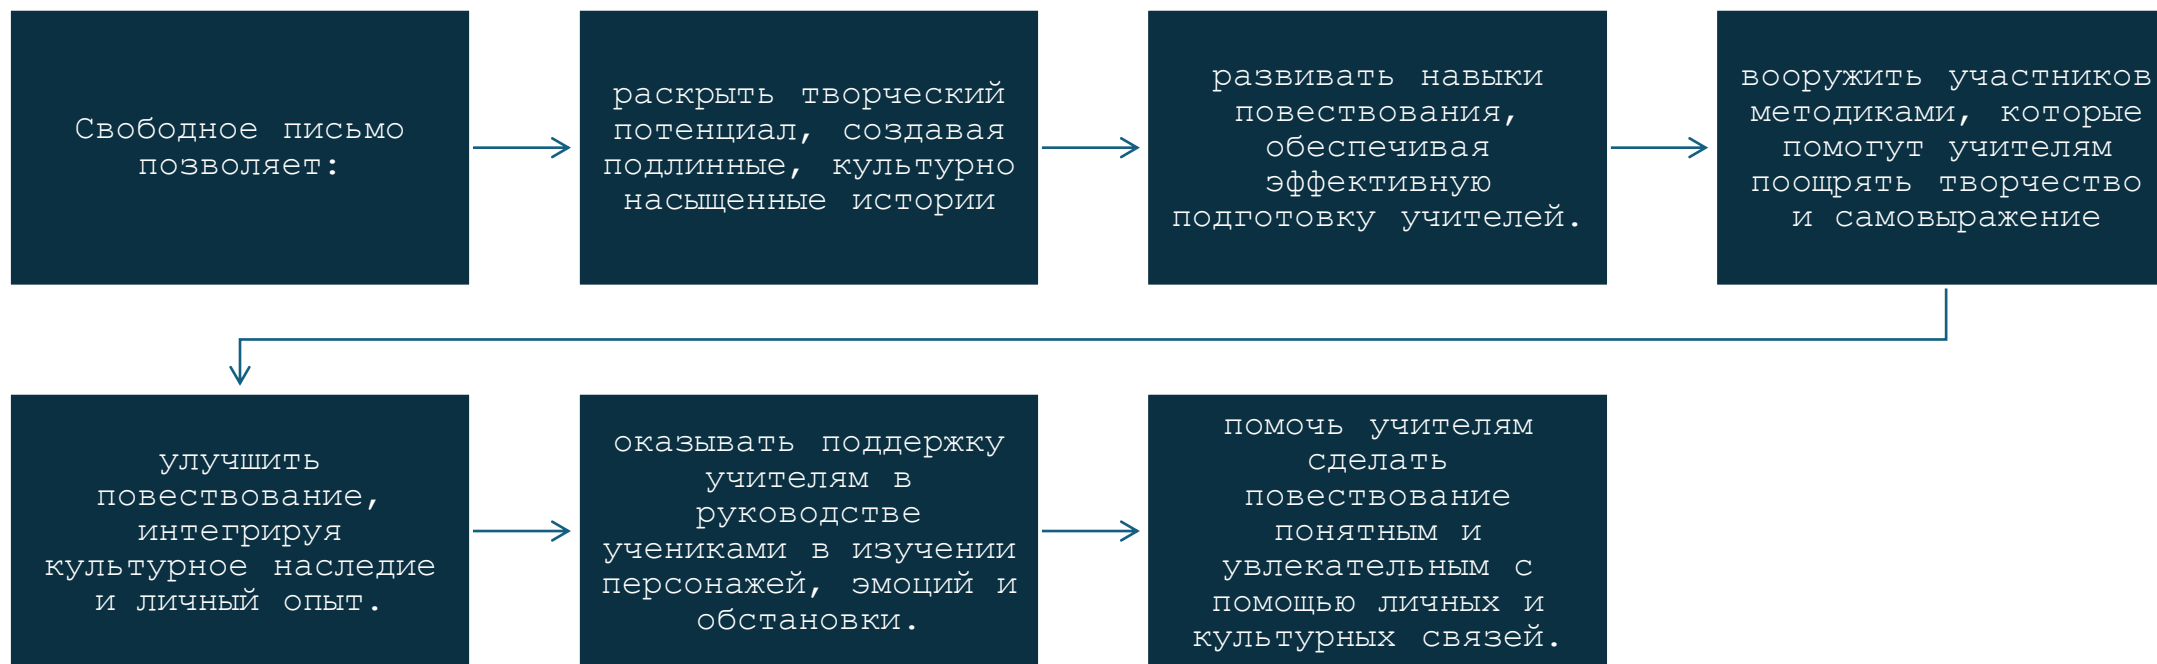 Свободное письмо
позволяет:
раскрыть творческий
потенциал, создавая
подлинные, культурно
насыщенные истории
развивать навыки
повествования,
обеспечивая
эффективную
подготовку учителей.
вооружить участников
методиками, которые
помогут учителям
поощрять творчество
и самовыражение
улучшить
повествование,
интегрируя
культурное наследие
и личный опыт.
оказывать поддержку
учителям в
руководстве
учениками в изучении
персонажей, эмоций и
обстановки.
помочь учителям
сделать
повествование
понятным и
увлекательным с
помощью личных и
культурных связей.